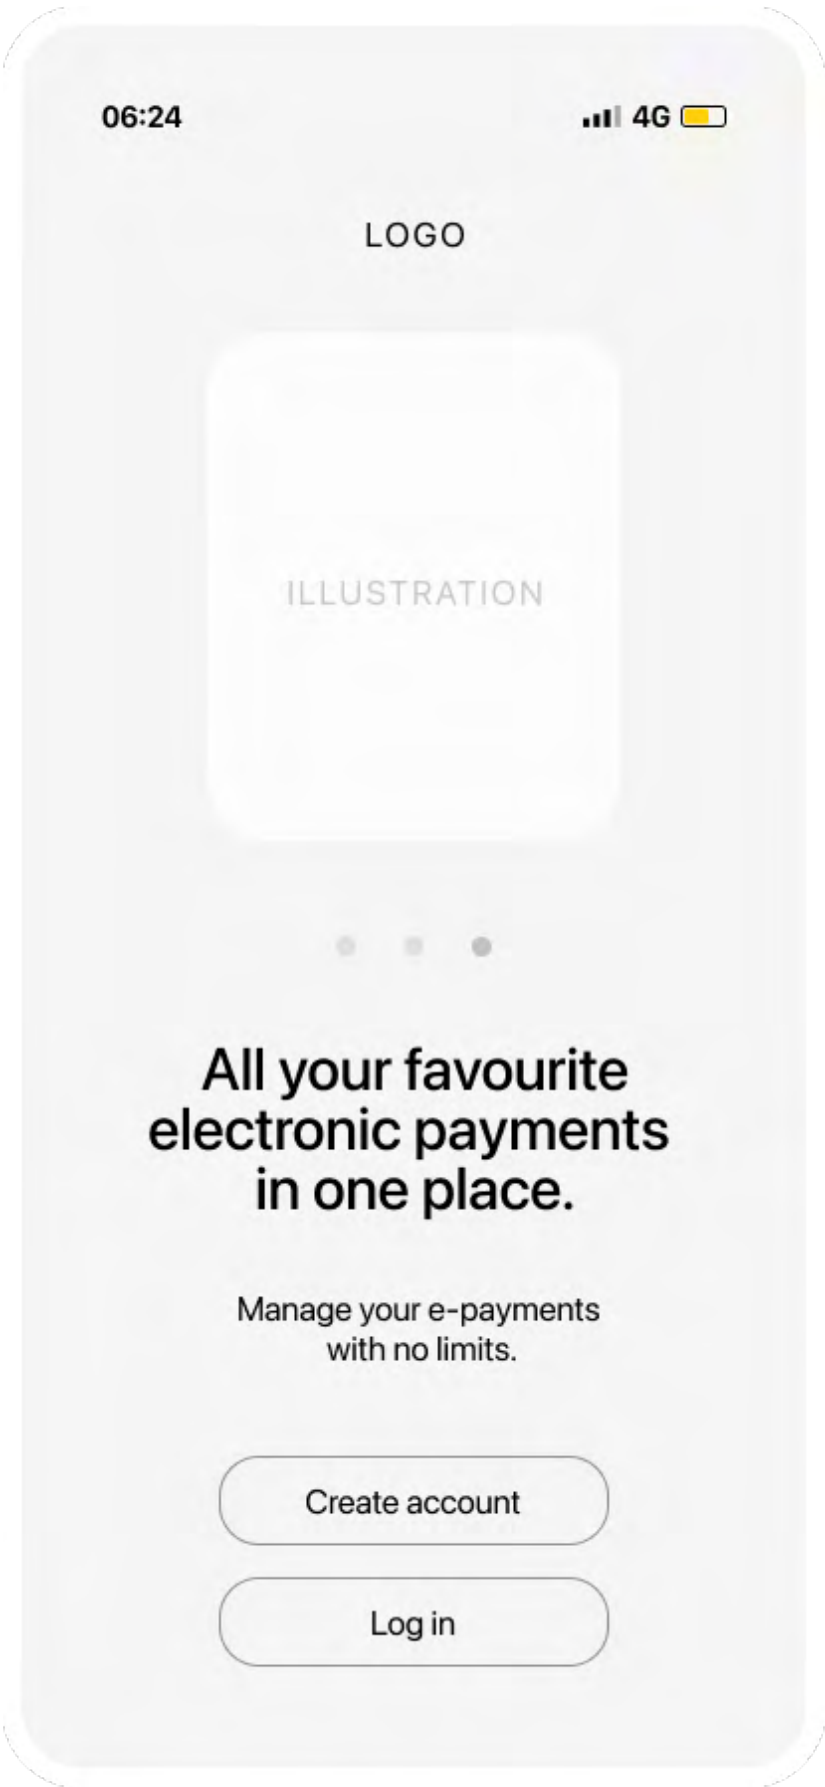 06:24 4G
LOGO
ILLUSTRATION
All your favourite
electronic payments
in one place.
Manage your e-payments
with no limits.
Create account
Log in